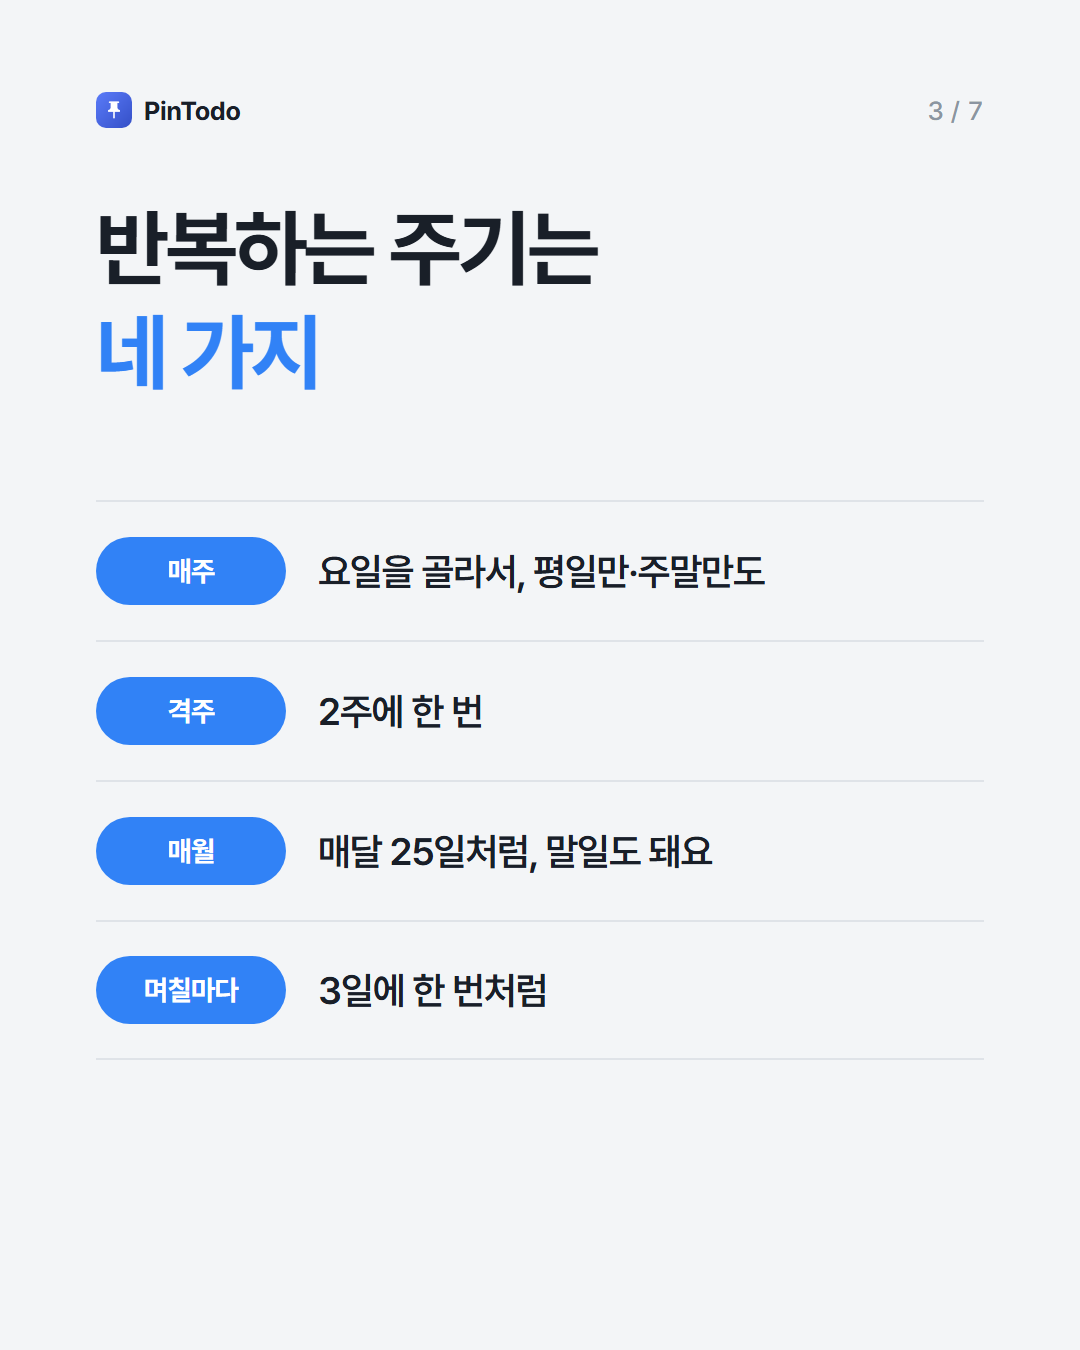 PinTodo
3 / 7
반복하는 주기는
네 가지
매주
요일을 골라서, 평일만·주말만도
격주
2주에 한 번
매월
매달 25일처럼, 말일도 돼요
며칠마다
3일에 한 번처럼